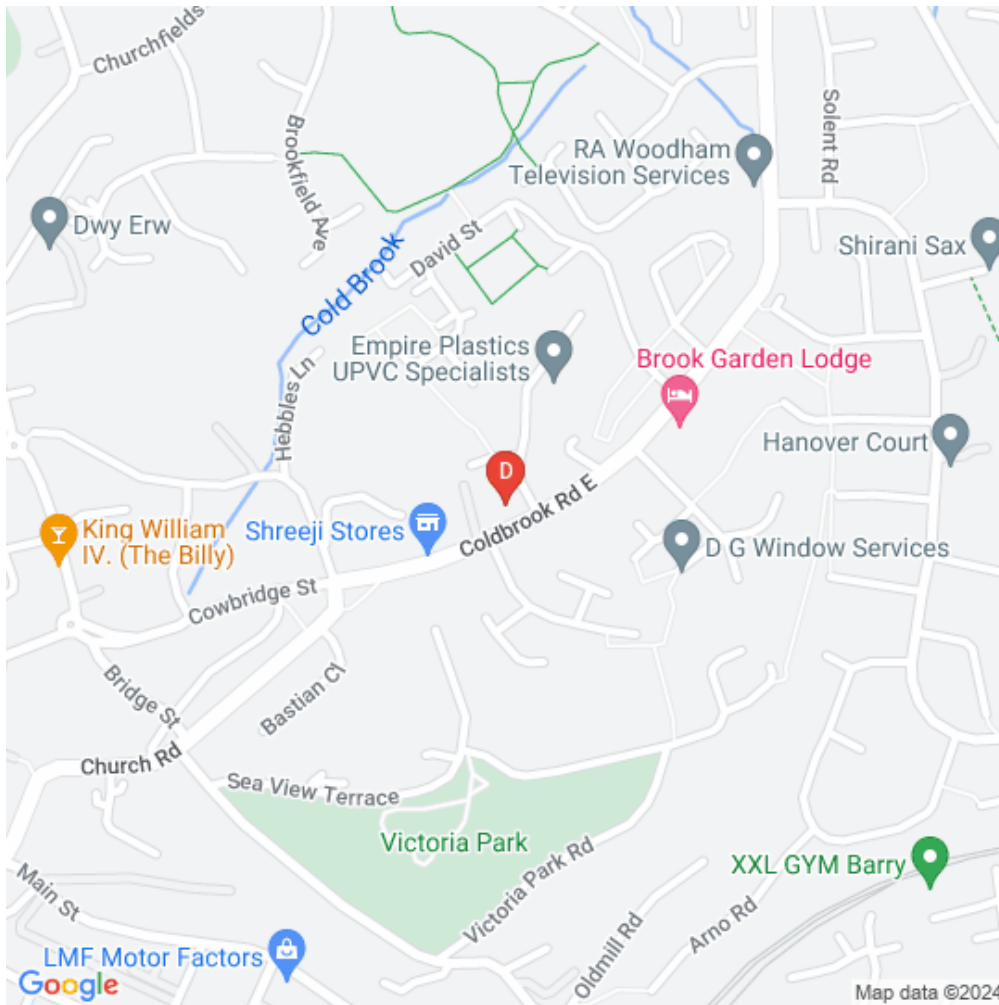 Churchfields
Brookfield Ave
Solent Rd
RA Woodham
Television Services
Dwy Erw
David St
Shirani Sax
Cold Brook
Empire Plastics
UPVC Specialists
Brook Garden Lodge
Hebbles Ln
Hanover Court
D
King William
IV. (The Billy)
Shreeji Stores
Coldbrook Rd E
D G Window Services
Cowbridge St
Bridge St
Bastian Cl
Church Rd
Sea View Terrace
Victoria Park
XXL GYM Barry
Victoria Park Rd
Main St
Oldmill Rd
Arno Rd
LMF Motor Factors
Google
Map data ©2024